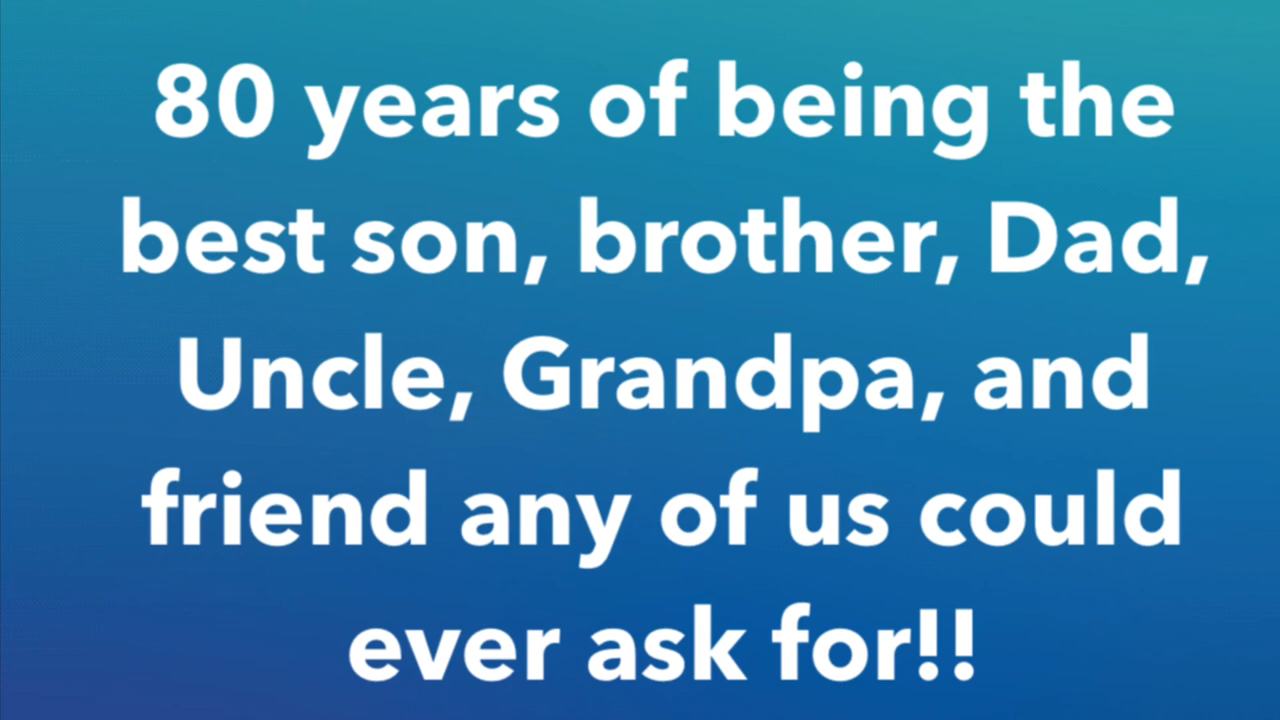 80 years of being the
best son, brother, Dad,
Uncle, Grandpa, and
friend any of us could
ever ask for!!